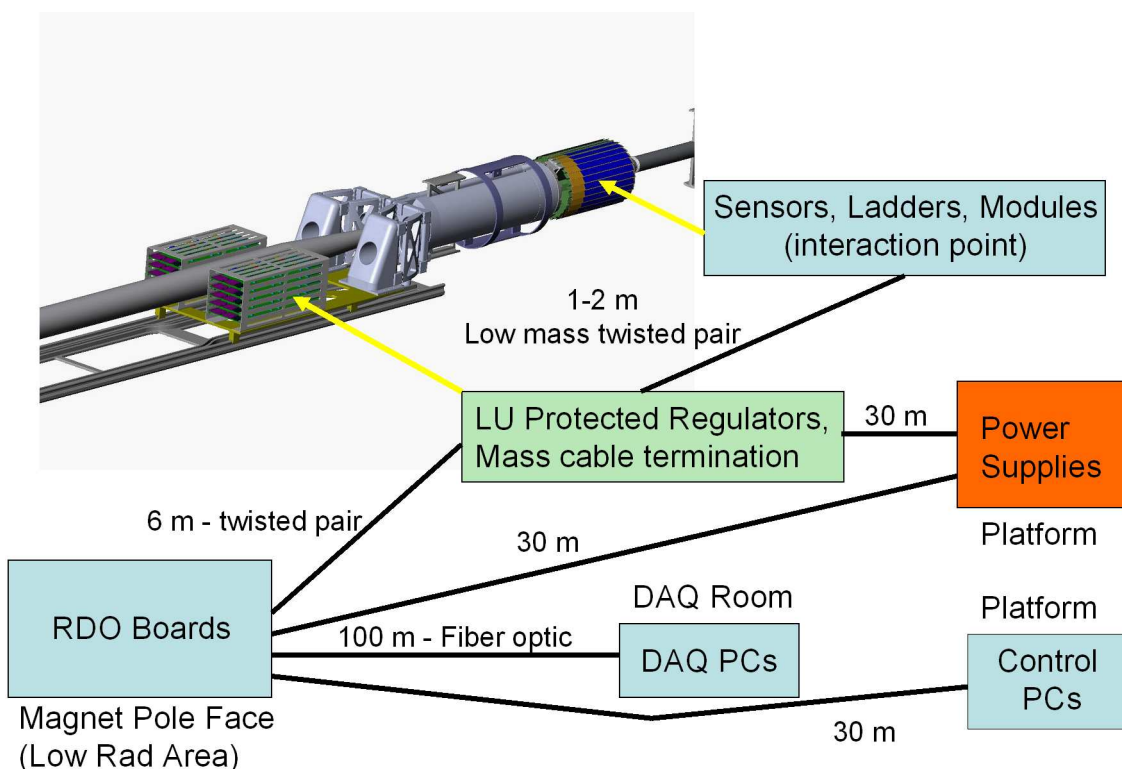 Sensors, Ladders, Modules
(interaction point)
1-2 m
Low mass twisted pair
LU Protected Regulators,
Mass cable termination
30 m
Power
Supplies
Platform
6 m - twisted pair
30 m
RDO Boards
Magnet Pole Face
(Low Rad Area)
100 m - Fiber optic
DAQ Room
DAQ PCs
Platform
Control
PCs
30 m